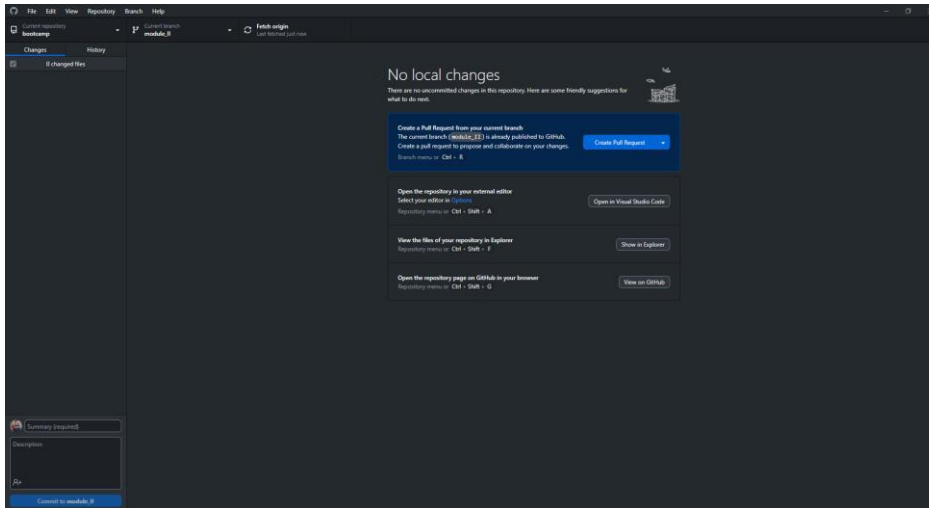 File Edit View Repository Branch Help
Current repository
bootcamp
Current branch
module_II
Fetch origin
Last fetched just now
Changes History
0 changed files
No local changes
There are no uncommitted changes in this repository. Here are some friendly suggestions for
what to do next.
Create a Pull Request from your current branch
The current branch (module_II) is already published to GitHub.
Create a pull request to propose and collaborate on your changes.
Branch menu or Ctrl + R
Create Pull Request
Open the repository in your external editor
Select your editor in Options
Repository menu or Ctrl + Shift + A
Open in Visual Studio Code
View the files of your repository in Explorer
Repository menu or Ctrl + Shift + F
Show in Explorer
Open the repository page on GitHub in your browser
Repository menu or Ctrl + Shift + G
View on GitHub
Summary (required)
Description
Commit to module_II